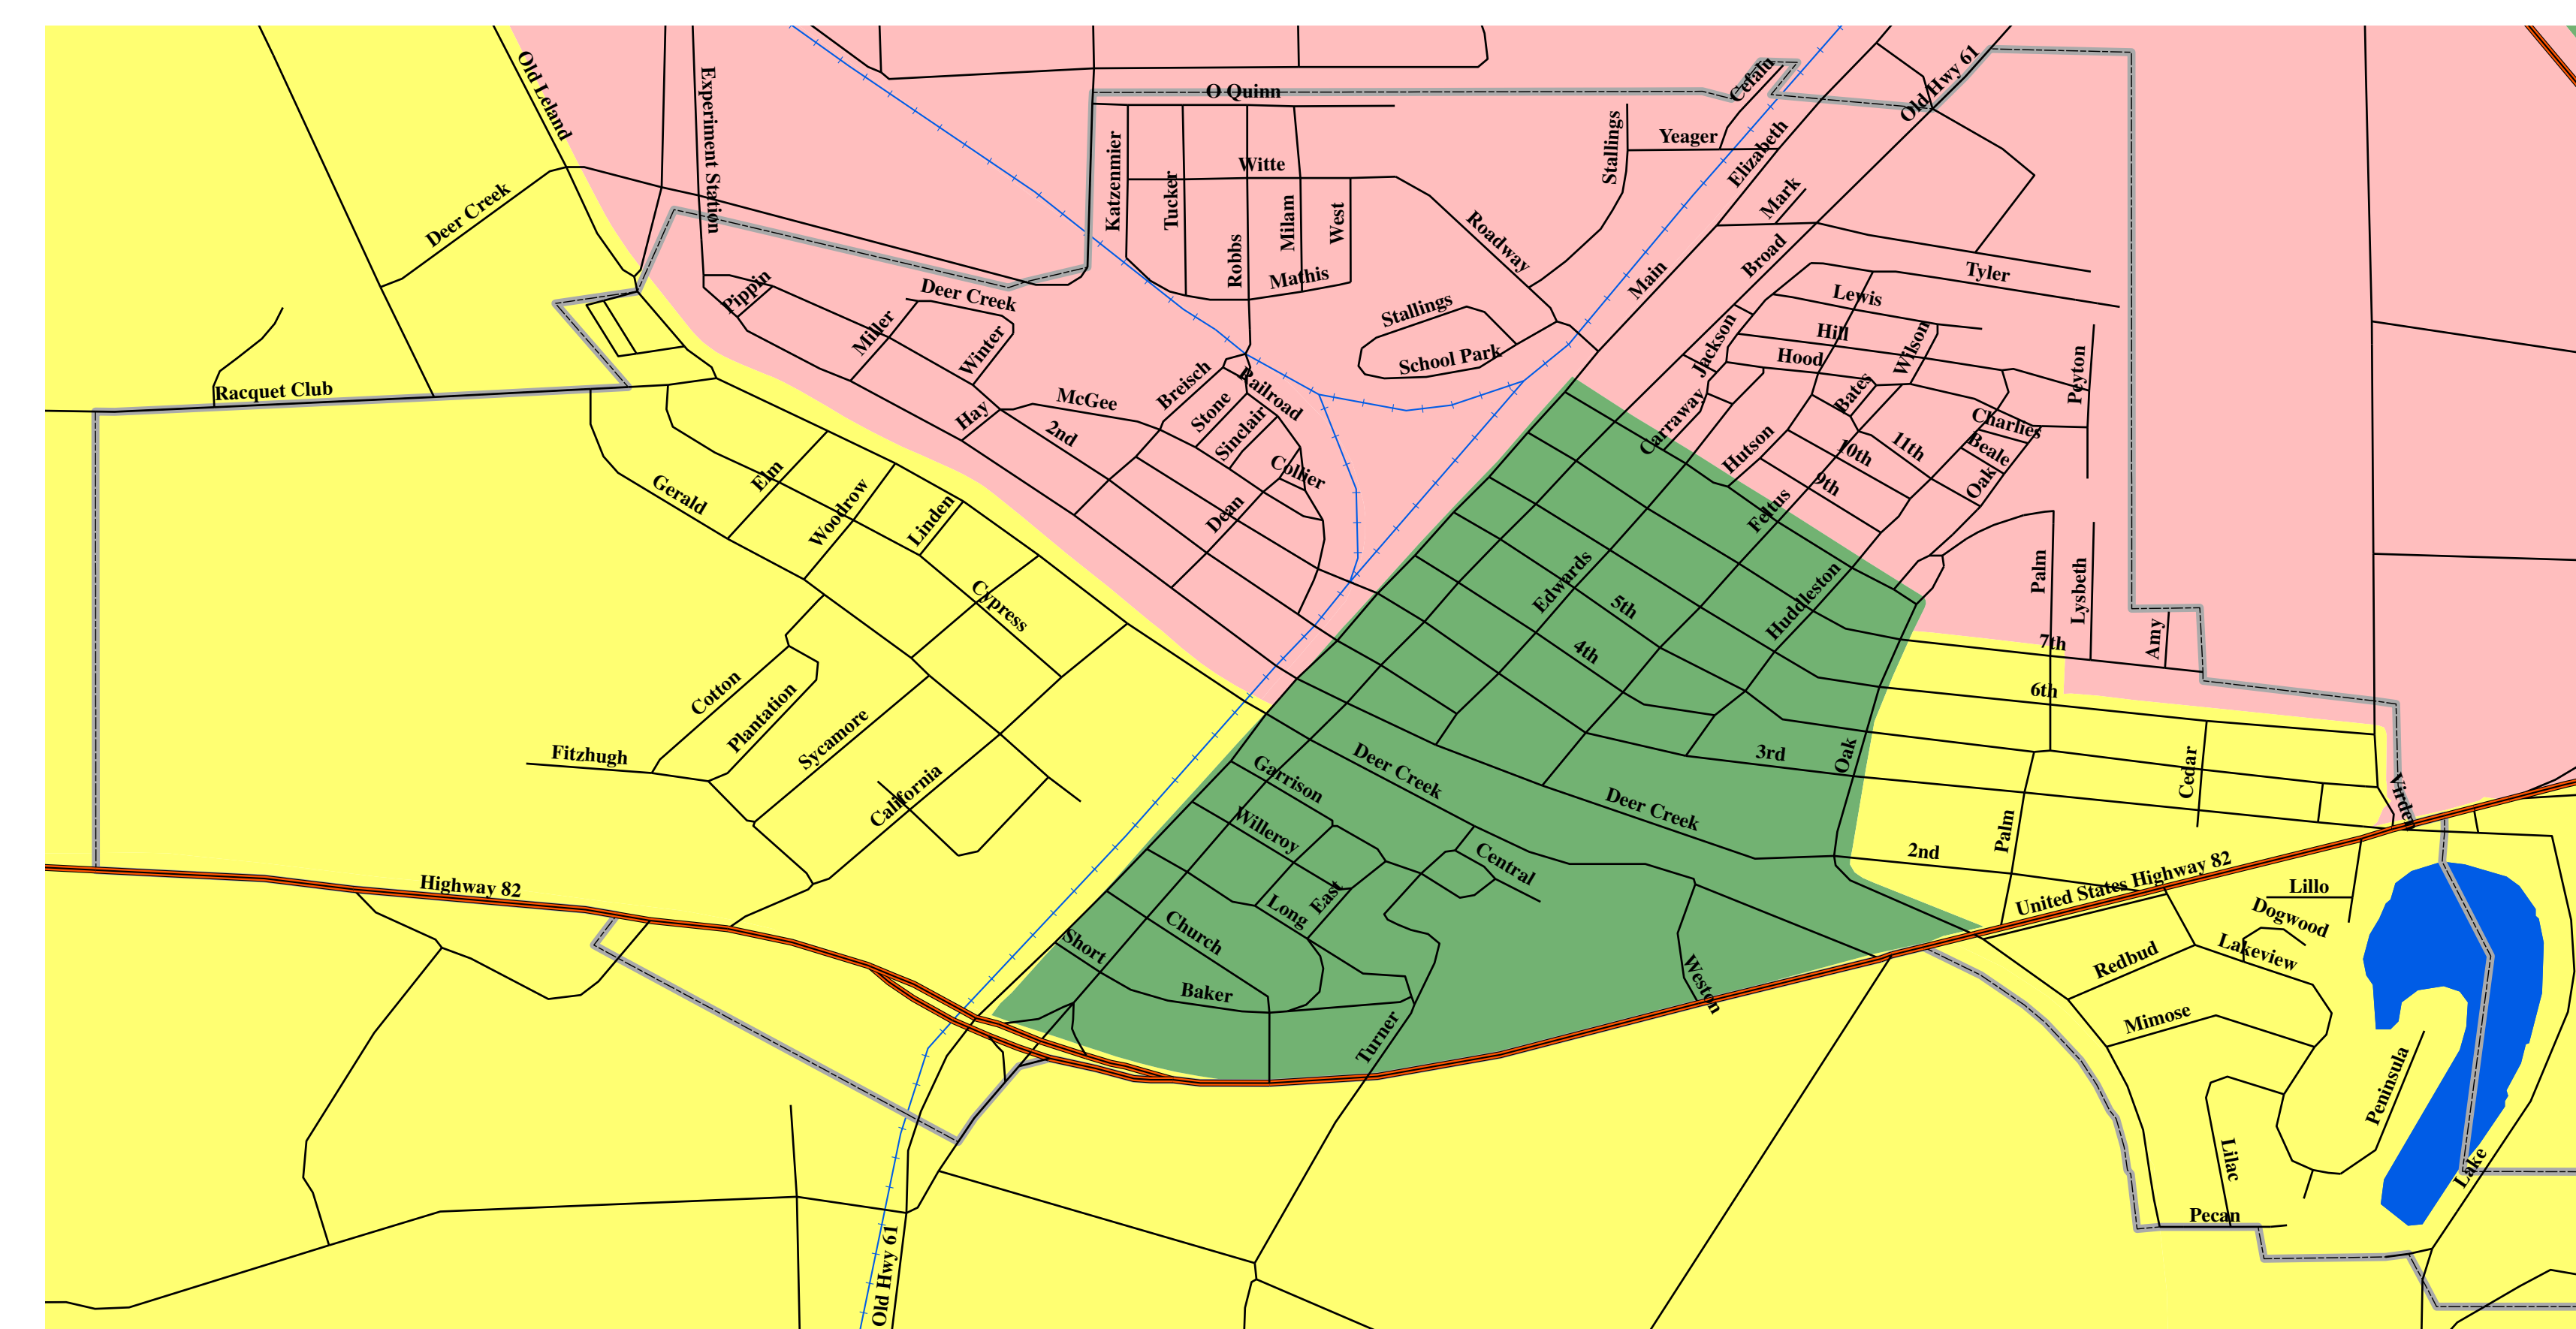 Old Leland
Experiment Station
Deer Creek
Racquet Club
O Quinn
Cefalu
Old Hwy 61
Katzenmier
Tucker
Witte
Robbs
Milam
West
Mathis
Stallings
Yeager
Elizabeth
Mark
Roadway
Main
Broad
Tyler
Pippin
Deer Creek
Miller
Winter
Stallings
School Park
Jackson
Lewis
Hill
Hood
Wilson
Peyton
McGee
Hay
2nd
Breisch
Railroad
Stone
Sinclair
Collier
Dean
Carraway
Hutson
Bates
10th
11th
9th
Charlies
Beale
Oak
Feltus
Gerald
Elm
Woodrow
Linden
Cypress
Edwards
5th
4th
Huddleston
Palm
Lysbeth
Amy
7th
6th
Cotton
Plantation
Sycamore
Fitzhugh
California
Garrison
Deer Creek
Willeroy
Deer Creek
3rd
Oak
Cedar
Virden
Palm
2nd
Highway 82
United States Highway 82
Central
Long
East
Church
Short
Baker
Turner
Weston
Lillo
Dogwood
Lakeview
Redbud
Mimose
Peninsula
Lilac
Lake
Pecan
Old Hwy 61